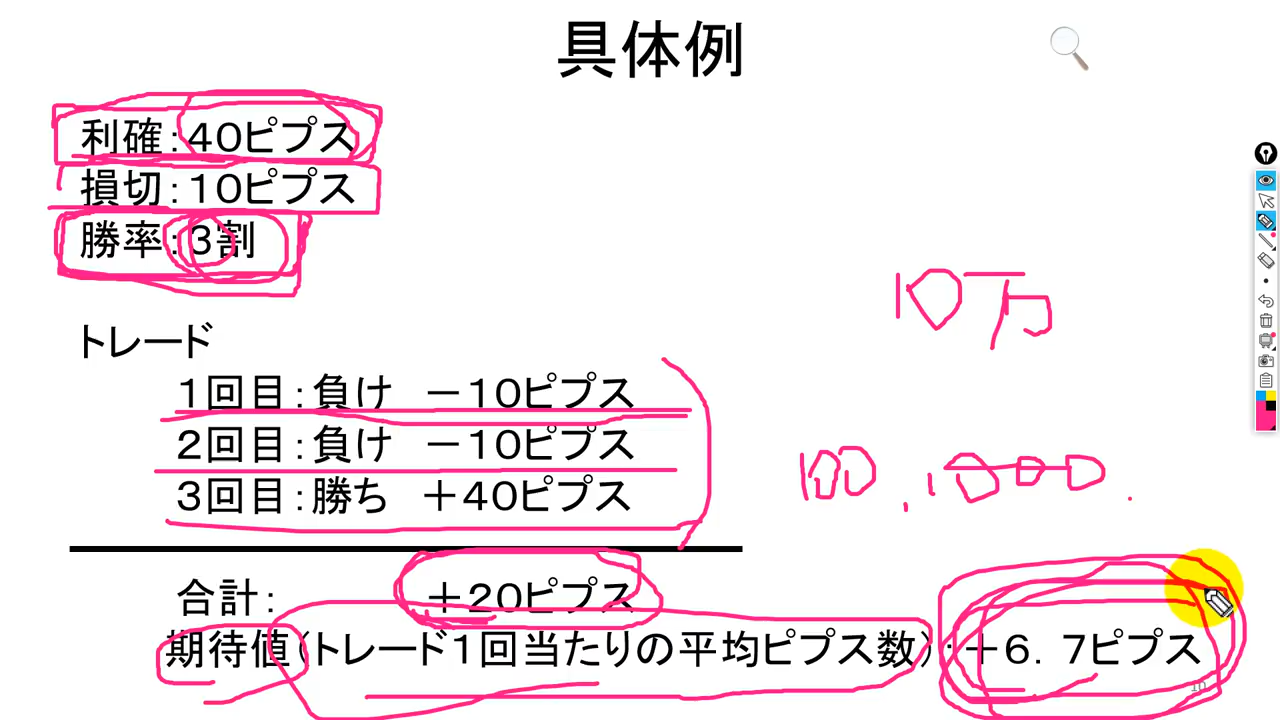 具体例
利確：４０ピプス
損切：１０ピプス
勝率：３割
10万
トレード
１回目：負け　－１０ピプス
２回目：負け　－１０ピプス
３回目：勝ち　＋４０ピプス
合計：　＋２０ピプス
期待値（トレード１回当たりの平均ピプス数）：＋６．７ピプス
10